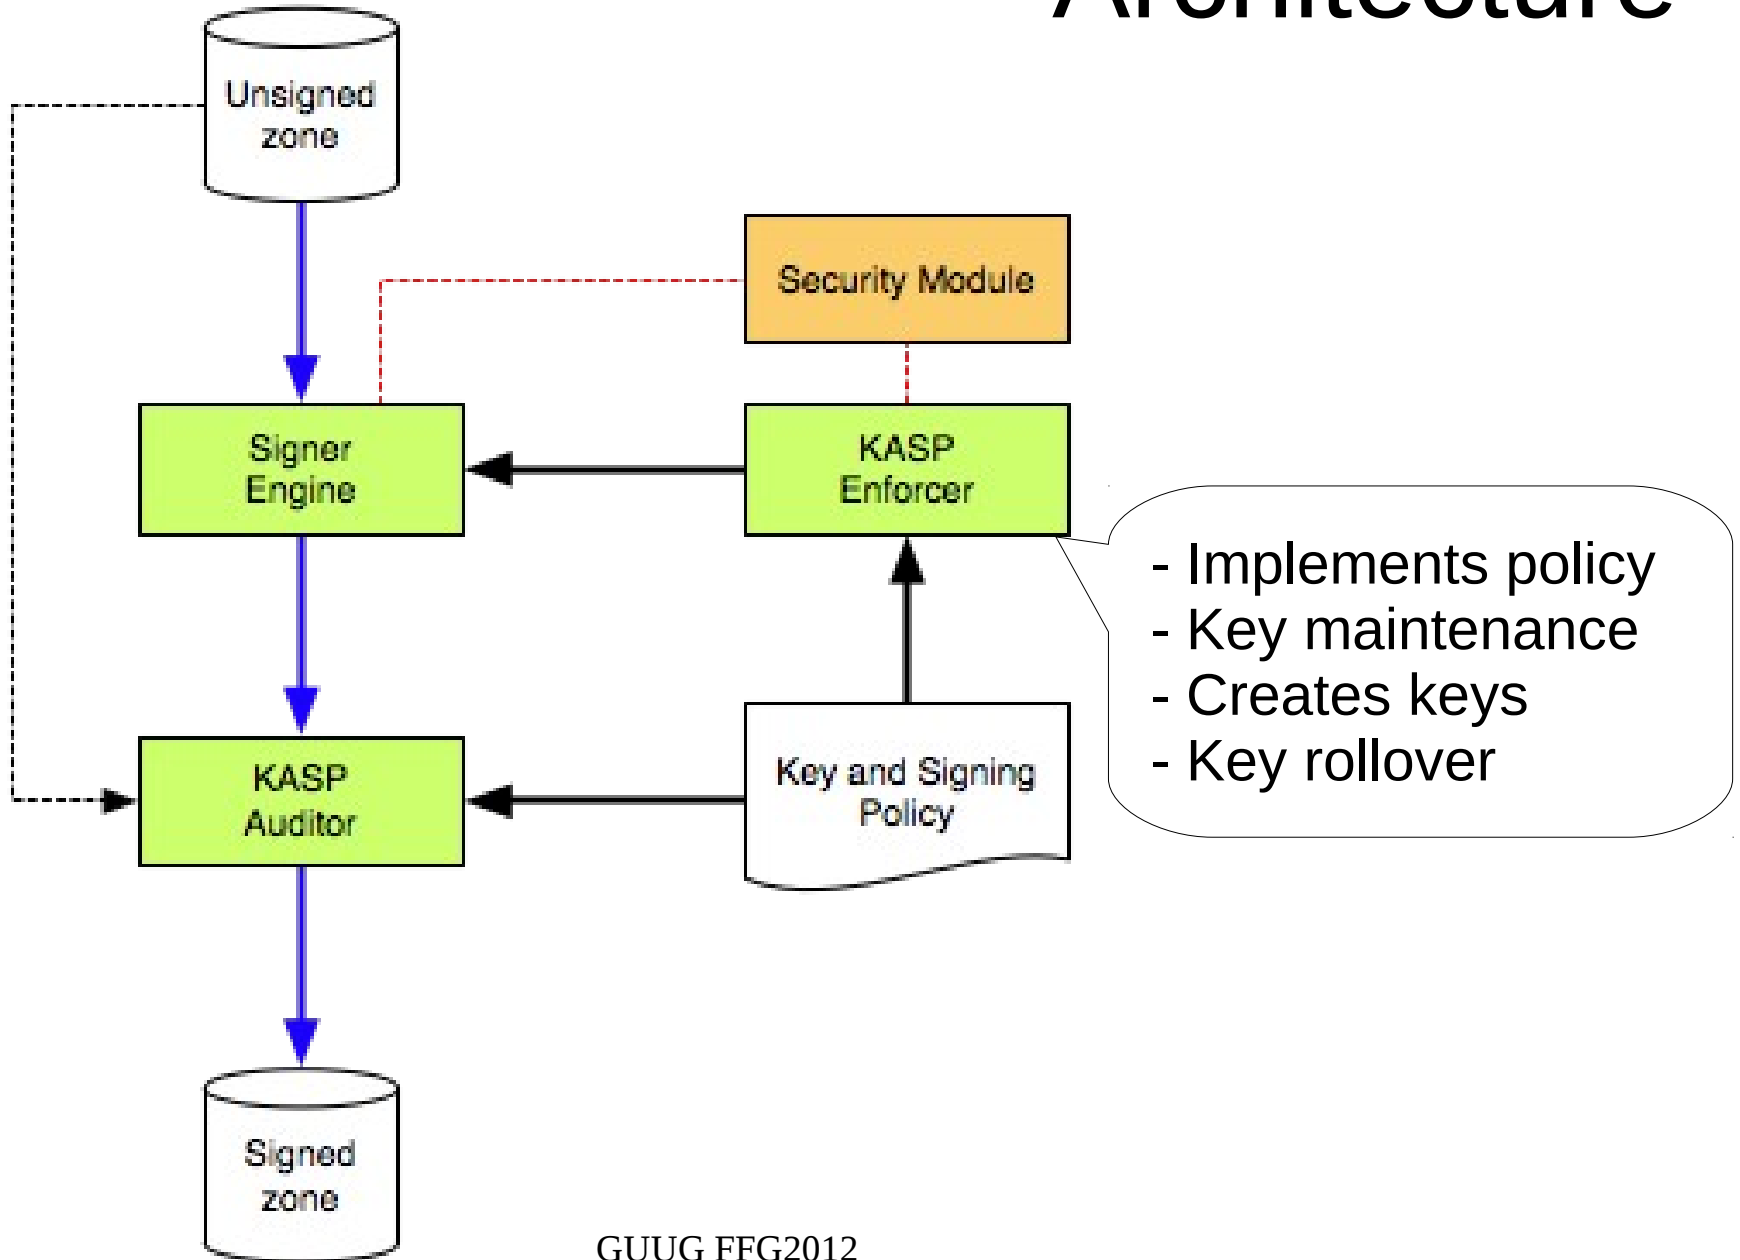 Architecture
Unsigned
zone
Security Module
Signer
Engine
KASP
Enforcer
- Implements policy
- Key maintenance
- Creates keys
- Key rollover
KASP
Auditor
Key and Signing
Policy
Signed
zone
GUUG FFG2012